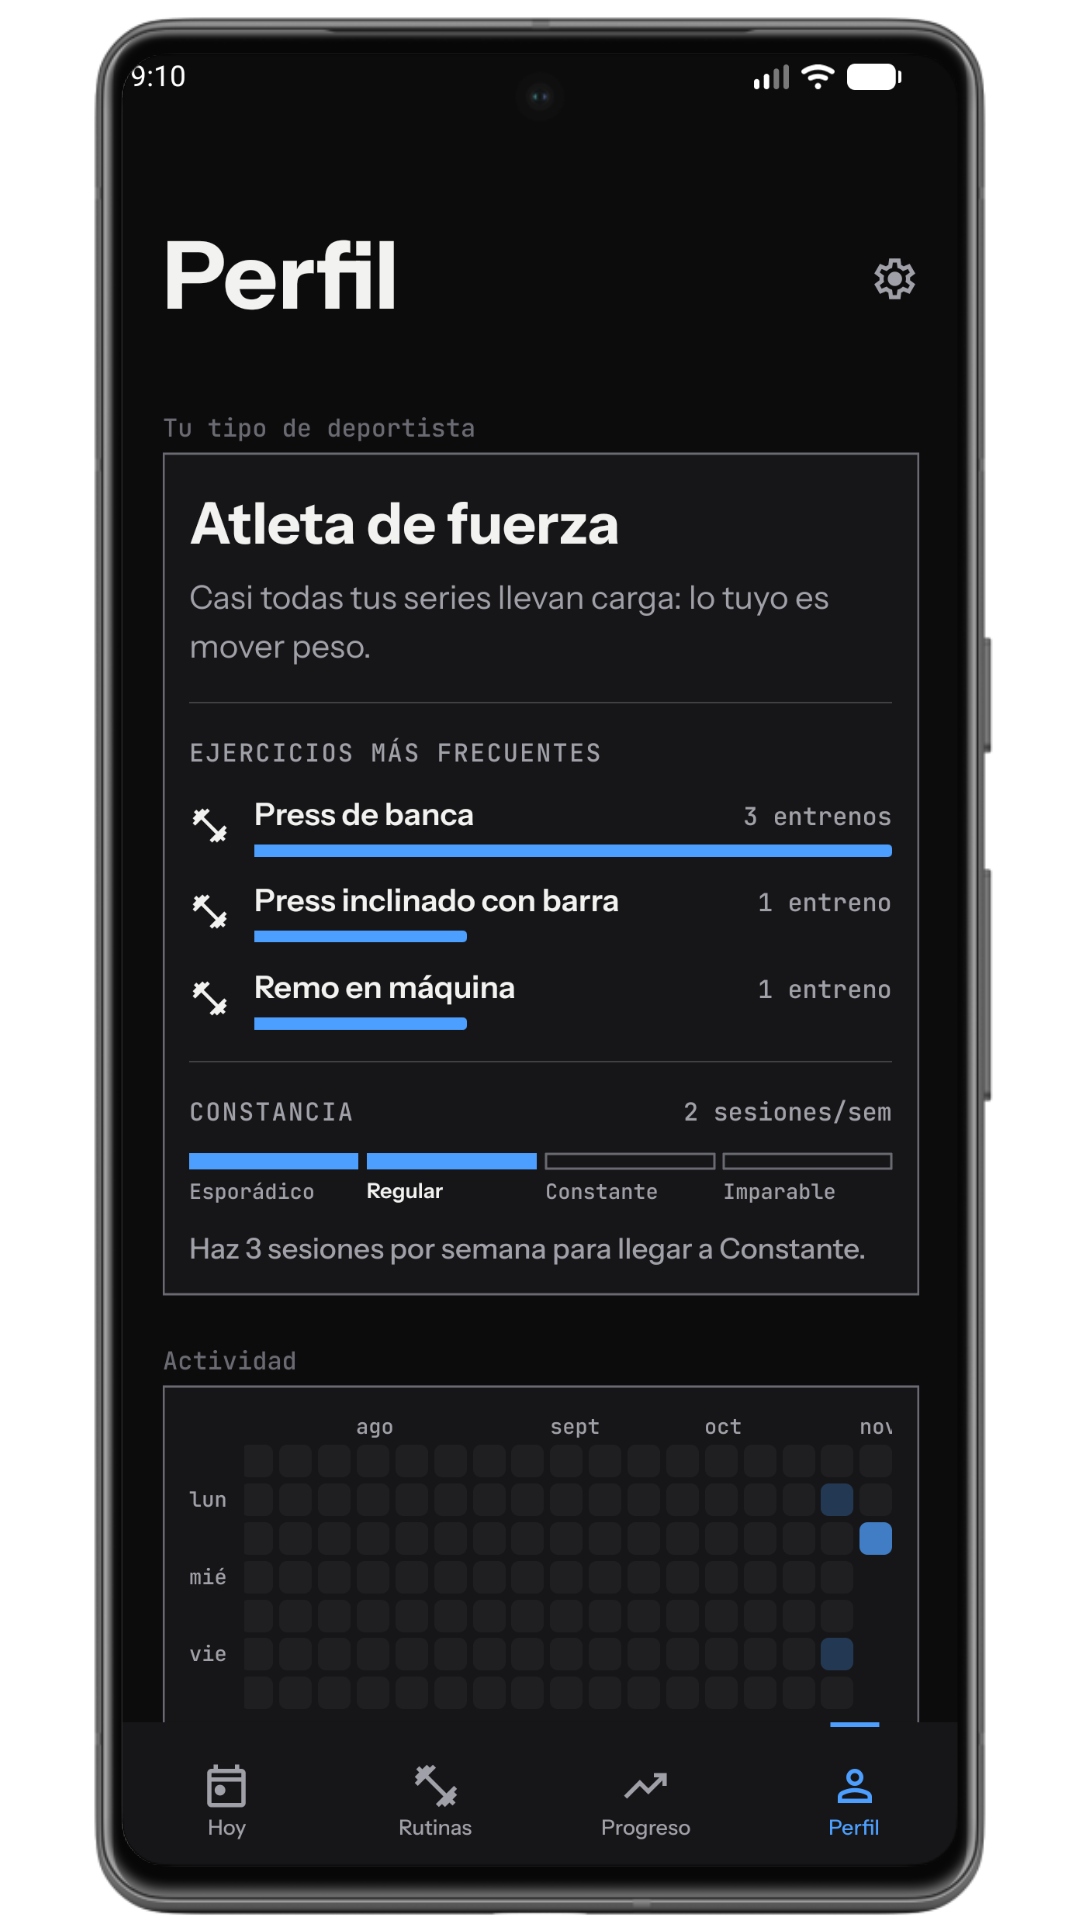 9:10
Perfil
Tu tipo de deportista
Atleta de fuerza
Casi todas tus series llevan carga: lo tuyo es
mover peso.
EJERCICIOS MÁS FRECUENTES
Press de banca 3 entrenos
Press inclinado con barra 1 entreno
Remo en máquina 1 entreno
CONSTANCIA 2 sesiones/sem
Esporádico Regular Constante Imparable
Haz 3 sesiones por semana para llegar a Constante.
Actividad
ago sept oct nov
lun
mié
vie
Hoy Rutinas Progreso Perfil